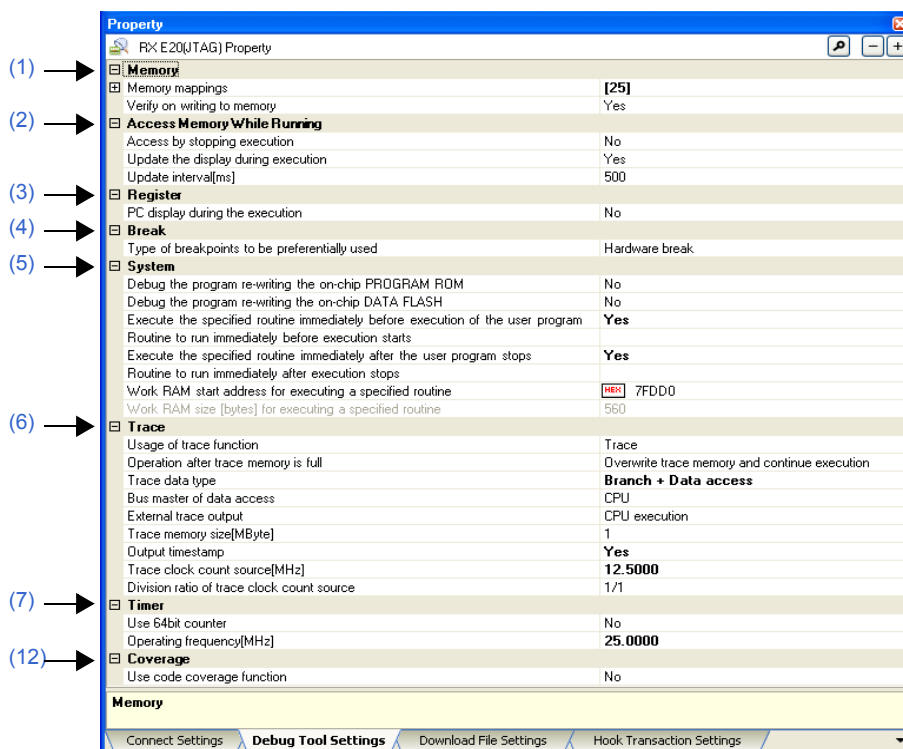 Property
RX E20(JTAG) Property
(1) Memory
Memory mappings [25]
Verify on writing to memory Yes
(2) Access Memory While Running
Access by stopping execution No
Update the display during execution Yes
Update interval[ms] 500
(3) Register
PC display during the execution No
(4) Break
Type of breakpoints to be preferentially used Hardware break
(5) System
Debug the program re-writing the on-chip PROGRAM ROM No
Debug the program re-writing the on-chip DATA FLASH No
Execute the specified routine immediately before execution of the user program Yes
Routine to run immediately before execution starts
Execute the specified routine immediately after the user program stops Yes
Routine to run immediately after execution stops
Work RAM start address for executing a specified routine HEX 7FDD0
Work RAM size [bytes] for executing a specified routine 560
(6) Trace
Usage of trace function Trace
Operation after trace memory is full Overwrite trace memory and continue execution
Trace data type Branch + Data access
Bus master of data access CPU
External trace output CPU execution
Trace memory size[MByte] 1
Output timestamp Yes
Trace clock count source[MHz] 12.5000
Division ratio of trace clock count source 1/1
(7) Timer
Use 64bit counter No
Operating frequency[MHz] 25.0000
(12) Coverage
Use code coverage function No
Memory
Connect Settings Debug Tool Settings Download File Settings Hook Transaction Settings